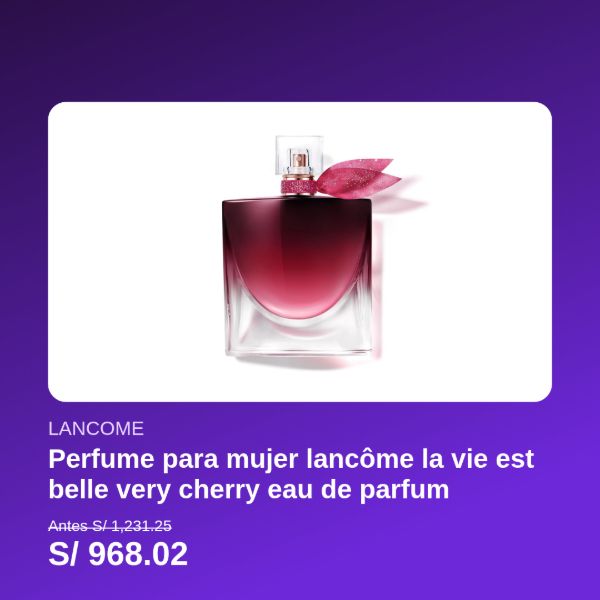 LANCOME
Perfume para mujer lancôme la vie est
belle very cherry eau de parfum
Antes S/ 1,231.25
S/ 968.02